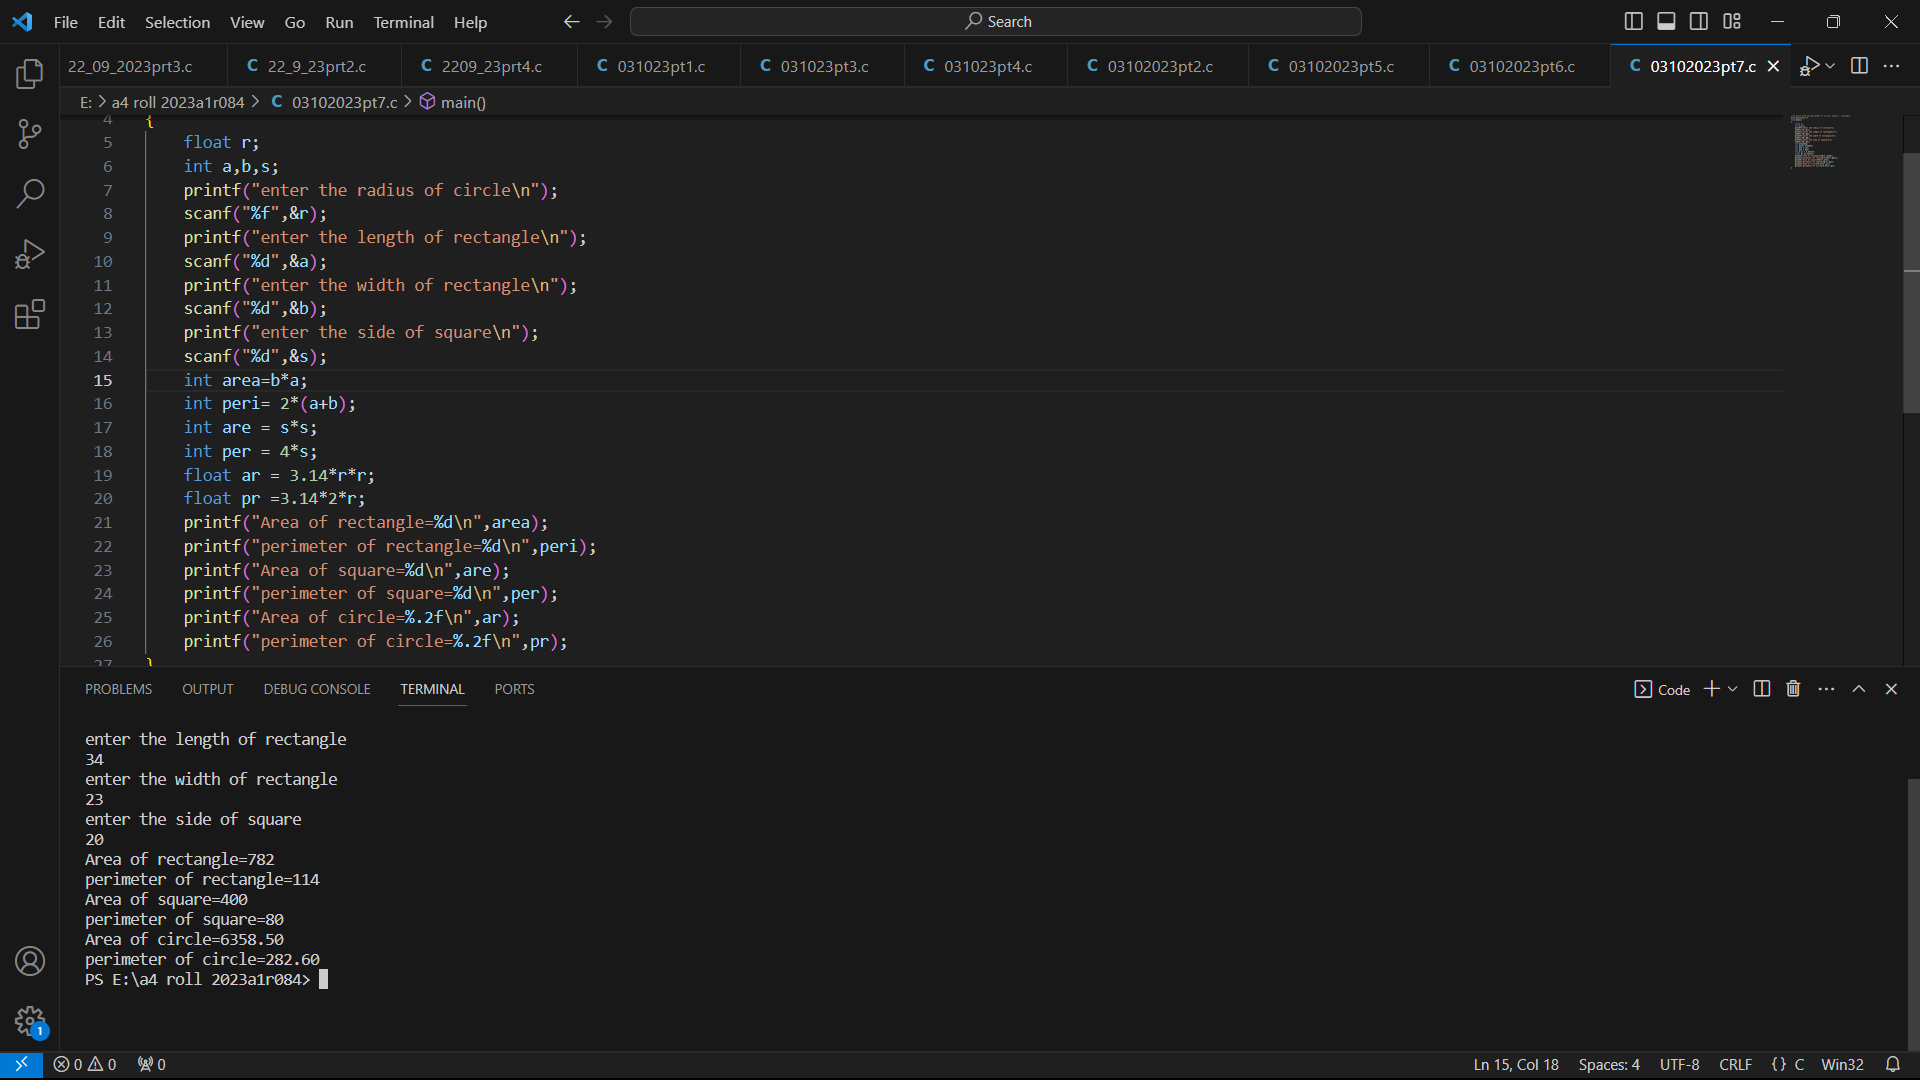 File Edit Selection View Go Run Terminal Help Search
22_09_2023prt3.c C 22_9_23prt2.c C 2209_23prt4.c C 031023pt1.c C 031023pt3.c C 031023pt4.c C 03102023pt2.c C 03102023pt5.c C 03102023pt6.c C 03102023pt7.c
E: > a4 roll 2023a1r084 > C 03102023pt7.c > main()
4 {
5 float r;
6 int a,b,s;
7 printf("enter the radius of circle\n");
8 scanf("%f",&r);
9 printf("enter the length of rectangle\n");
10 scanf("%d",&a);
11 printf("enter the width of rectangle\n");
12 scanf("%d",&b);
13 printf("enter the side of square\n");
14 scanf("%d",&s);
15 int area=b*a;
16 int peri= 2*(a+b);
17 int are = s*s;
18 int per = 4*s;
19 float ar = 3.14*r*r;
20 float pr =3.14*2*r;
21 printf("Area of rectangle=%d\n",area);
22 printf("perimeter of rectangle=%d\n",peri);
23 printf("Area of square=%d\n",are);
24 printf("perimeter of square=%d\n",per);
25 printf("Area of circle=%.2f\n",ar);
26 printf("perimeter of circle=%.2f\n",pr);
27 }
PROBLEMS OUTPUT DEBUG CONSOLE TERMINAL PORTS Code
enter the length of rectangle
34
enter the width of rectangle
23
enter the side of square
20
Area of rectangle=782
perimeter of rectangle=114
Area of square=400
perimeter of square=80
Area of circle=6358.50
perimeter of circle=282.60
PS E:\a4 roll 2023a1r084>
1
0 0 0 Ln 15, Col 18 Spaces: 4 UTF-8 CRLF {} C Win32